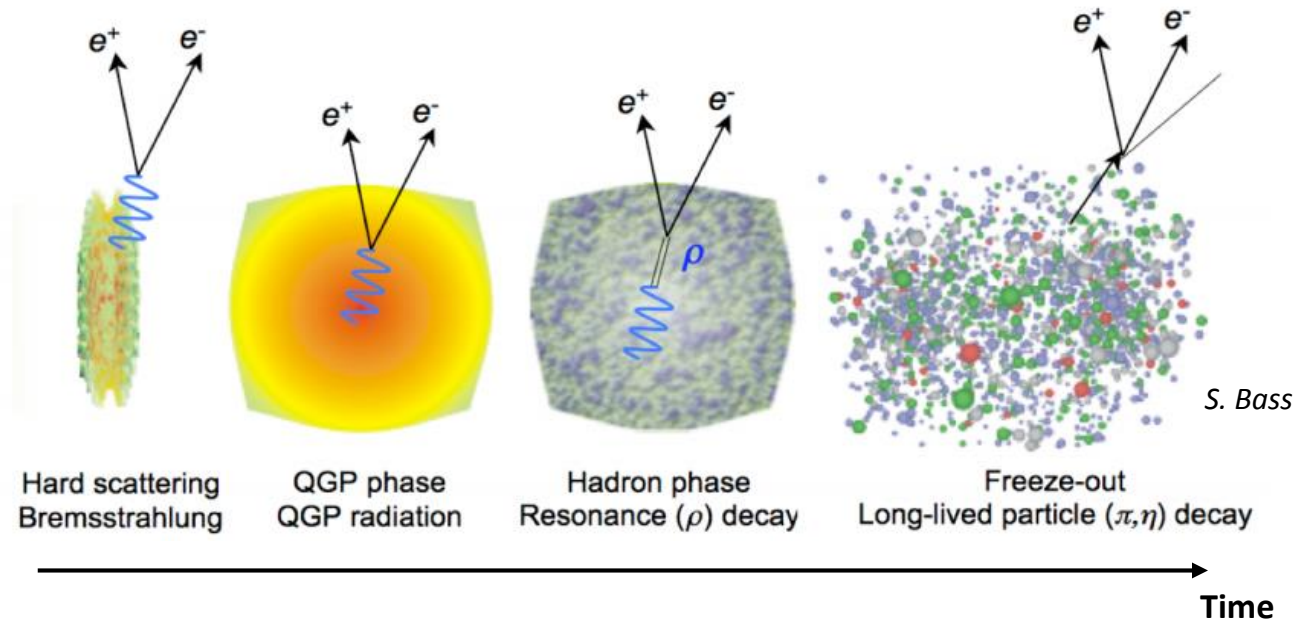 e+ e-
e+ e-
e+ e-
e+ e-
ρ
S. Bass
Hard scattering
Bremsstrahlung
QGP phase
QGP radiation
Hadron phase
Resonance (ρ) decay
Freeze-out
Long-lived particle (π,η) decay
Time